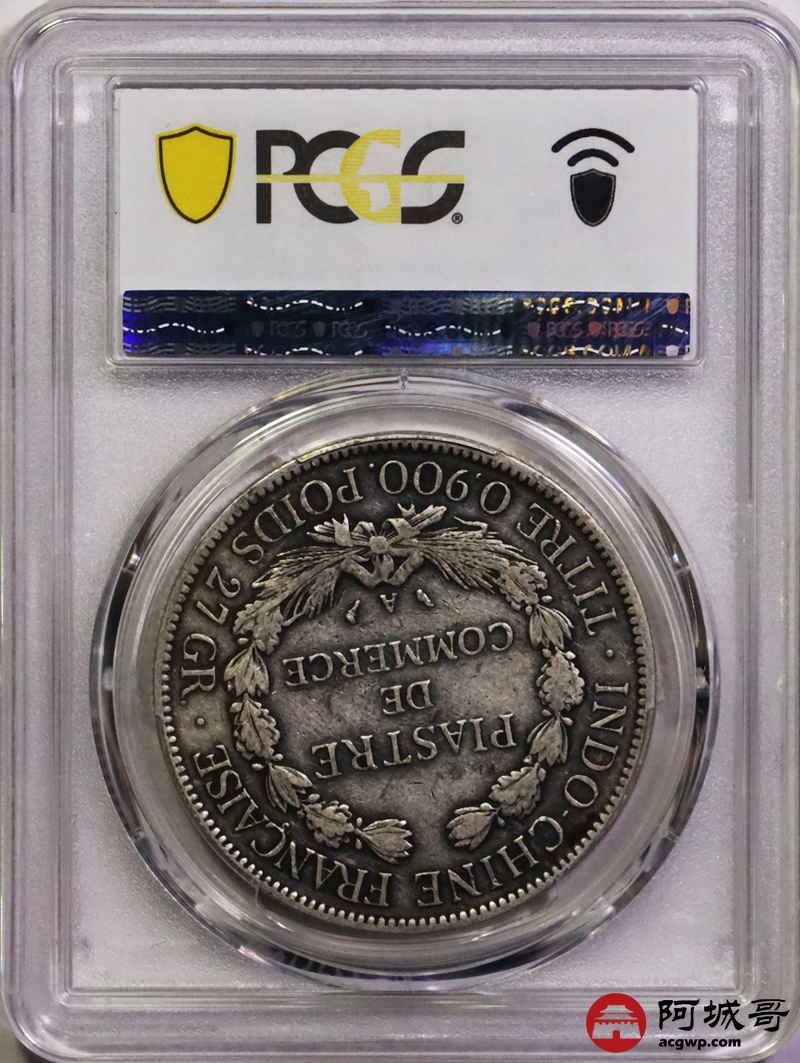 PCGS
INDO-CHINE FRANÇAISE
PIASTRE
DE
COMMERCE
A
TITRE 0.900. POIDS 27 GR.
阿城哥
acgwp.com